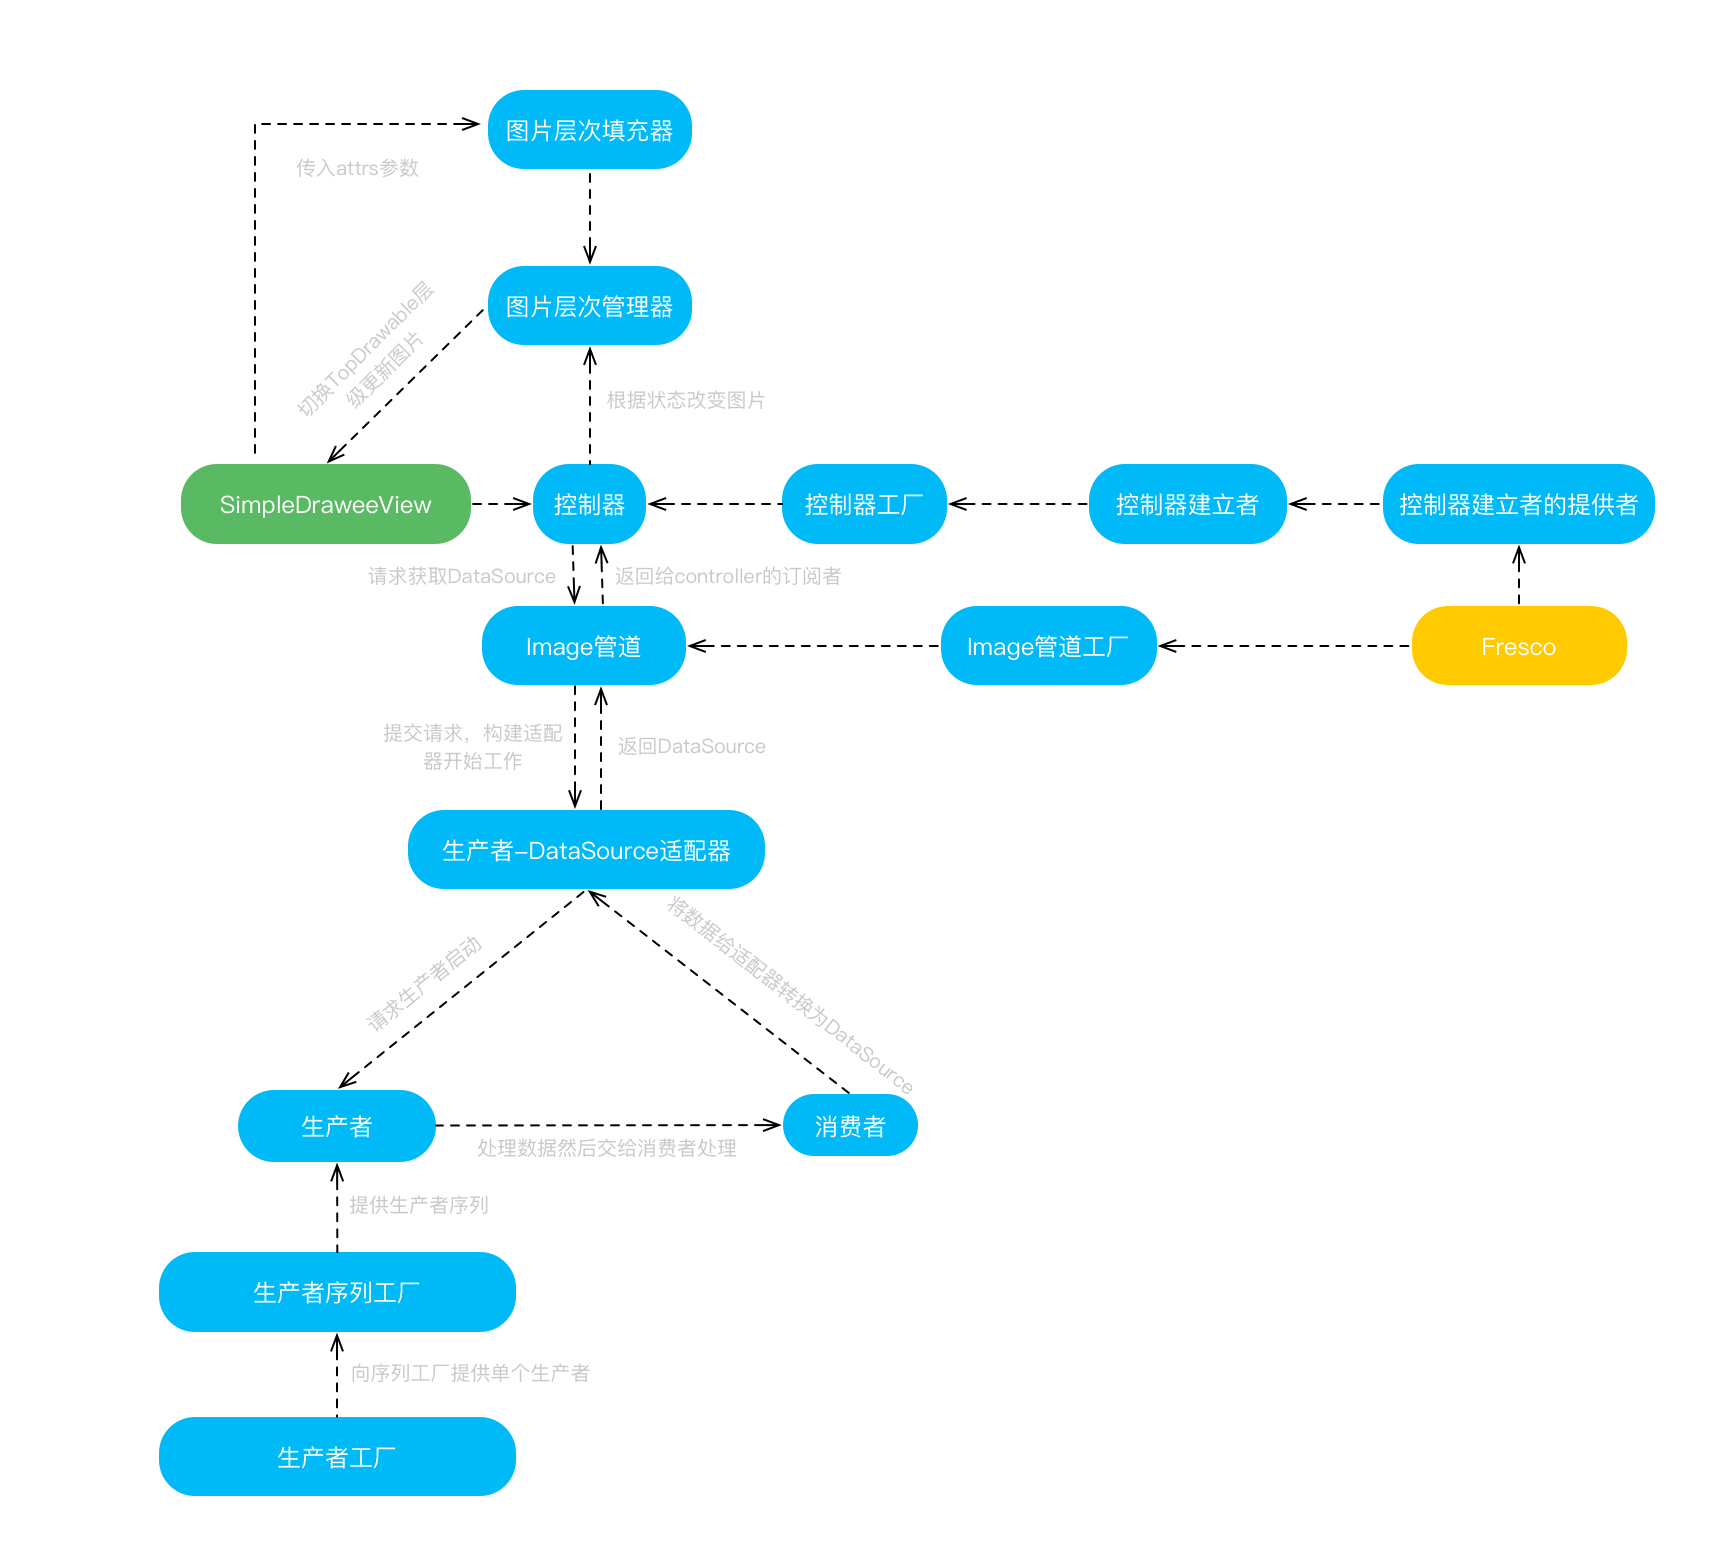 图片层次填充器
传入attrs参数
图片层次管理器
切换TopDrawable层
级更新图片
根据状态改变图片
SimpleDraweeView
控制器
控制器工厂
控制器建立者
控制器建立者的提供者
请求获取DataSource
返回给controller的订阅者
Image管道
Image管道工厂
Fresco
提交请求，构建适配
器开始工作
返回DataSource
生产者-DataSource适配器
请求生产者启动
将数据给适配器转换为DataSource
生产者
消费者
处理数据然后交给消费者处理
提供生产者序列
生产者序列工厂
向序列工厂提供单个生产者
生产者工厂